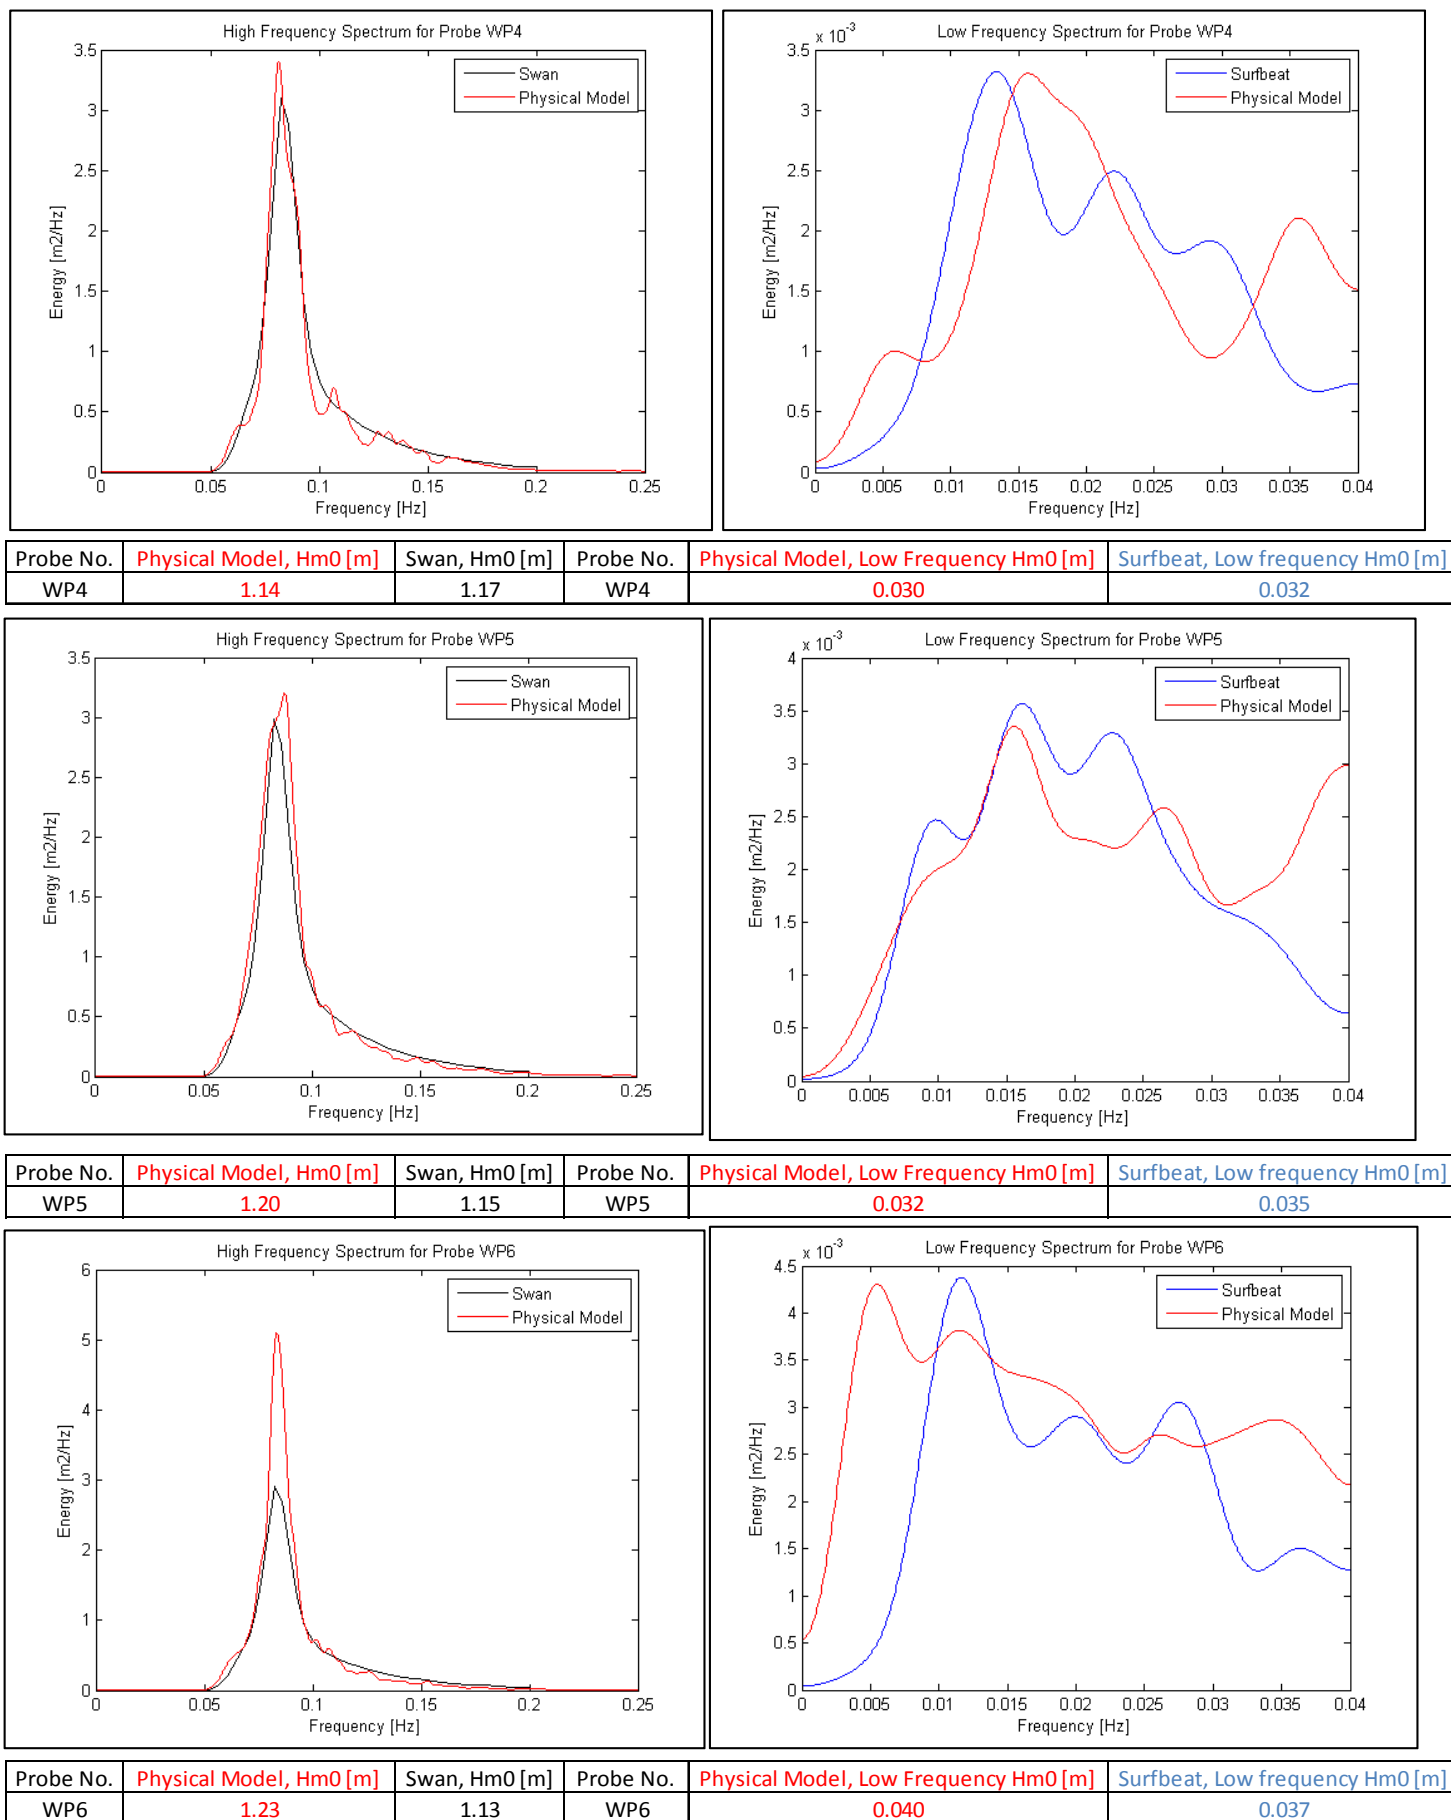 High Frequency Spectrum for Probe WP4
3.5
3
2.5
2
1.5
1
0.5
0
Energy [m2/Hz]
0 0.05 0.1 0.15 0.2 0.25
Frequency [Hz]
Swan
Physical Model
Low Frequency Spectrum for Probe WP4
x 10-3
3.5
3
2.5
2
1.5
1
0.5
0
Energy [m2/Hz]
0 0.005 0.01 0.015 0.02 0.025 0.03 0.035 0.04
Frequency [Hz]
Surfbeat
Physical Model
Probe No. Physical Model, Hm0 [m] Swan, Hm0 [m] Probe No. Physical Model, Low Frequency Hm0 [m] Surfbeat, Low frequency Hm0 [m]
WP4 1.14 1.17 WP4 0.030 0.032
High Frequency Spectrum for Probe WP5
3.5
3
2.5
2
1.5
1
0.5
0
Energy [m2/Hz]
0 0.05 0.1 0.15 0.2 0.25
Frequency [Hz]
Swan
Physical Model
Low Frequency Spectrum for Probe WP5
x 10-3
4
3.5
3
2.5
2
1.5
1
0.5
0
Energy [m2/Hz]
0 0.005 0.01 0.015 0.02 0.025 0.03 0.035 0.04
Frequency [Hz]
Surfbeat
Physical Model
Probe No. Physical Model, Hm0 [m] Swan, Hm0 [m] Probe No. Physical Model, Low Frequency Hm0 [m] Surfbeat, Low frequency Hm0 [m]
WP5 1.20 1.15 WP5 0.032 0.035
High Frequency Spectrum for Probe WP6
6
5
4
3
2
1
0
Energy [m2/Hz]
0 0.05 0.1 0.15 0.2 0.25
Frequency [Hz]
Swan
Physical Model
Low Frequency Spectrum for Probe WP6
x 10-3
4.5
4
3.5
3
2.5
2
1.5
1
0.5
0
Energy [m2/Hz]
0 0.005 0.01 0.015 0.02 0.025 0.03 0.035 0.04
Frequency [Hz]
Surfbeat
Physical Model
Probe No. Physical Model, Hm0 [m] Swan, Hm0 [m] Probe No. Physical Model, Low Frequency Hm0 [m] Surfbeat, Low frequency Hm0 [m]
WP6 1.23 1.13 WP6 0.040 0.037